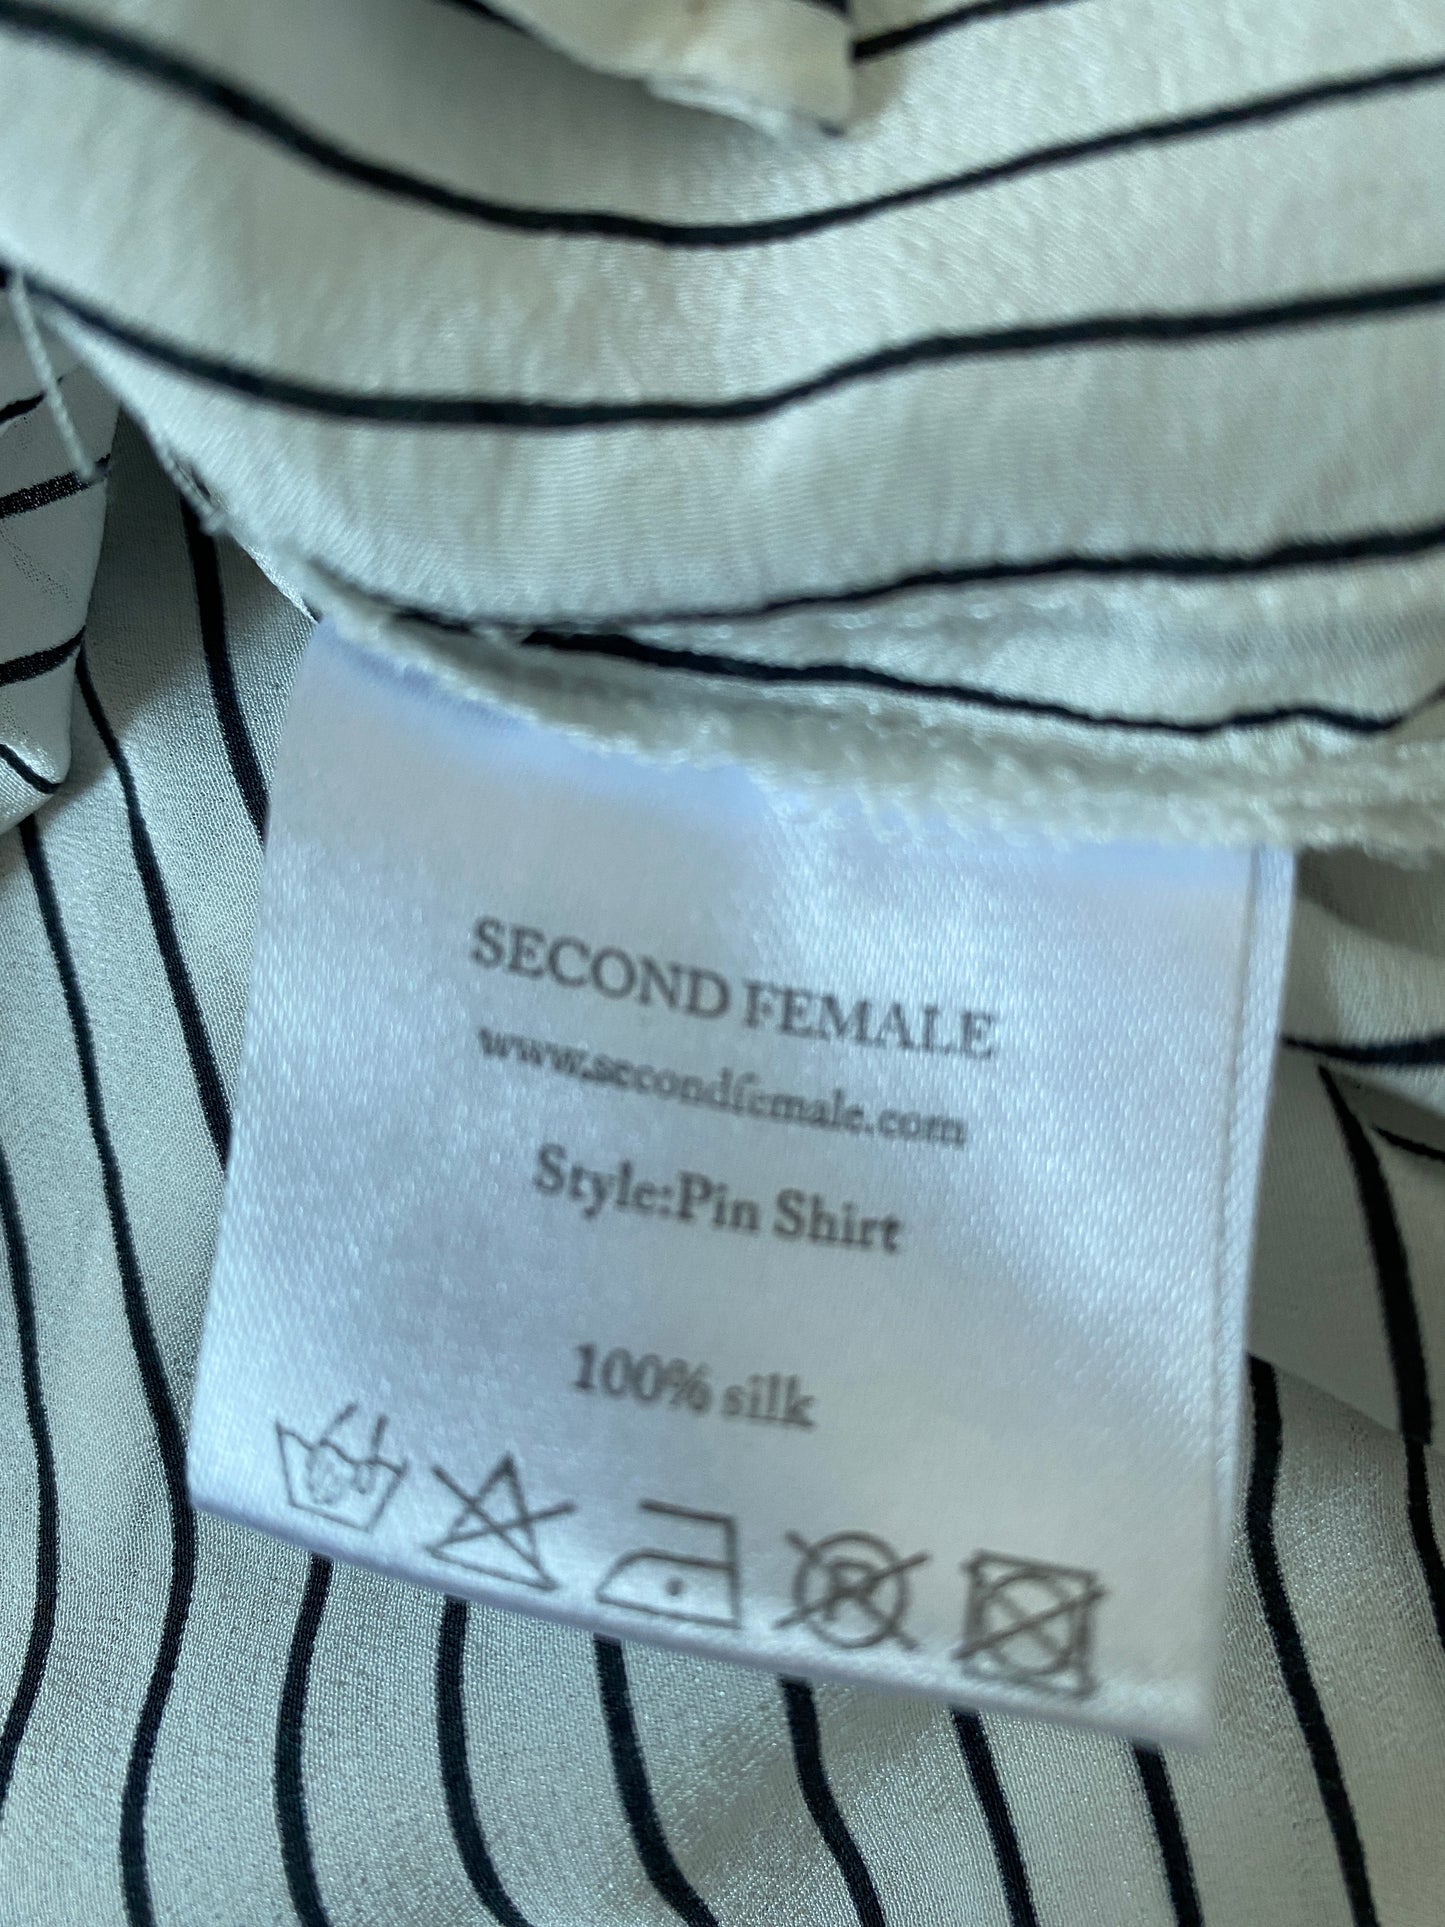 SECOND FEMALE
www.secondfemale.com
Style:Pin Shirt
100% silk